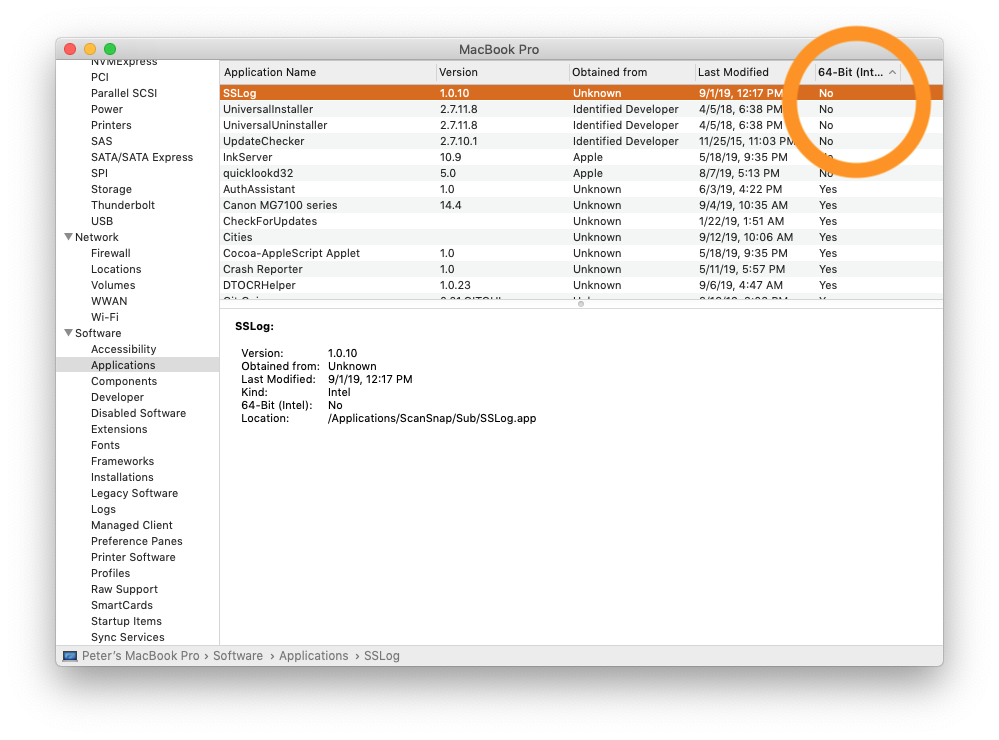 MacBook Pro
NVMExpress
PCI
Parallel SCSI
Power
Printers
SAS
SATA/SATA Express
SPI
Storage
Thunderbolt
USB
Network
Firewall
Locations
Volumes
WWAN
Wi-Fi
Software
Accessibility
Applications
Components
Developer
Disabled Software
Extensions
Fonts
Frameworks
Installations
Legacy Software
Logs
Managed Client
Preference Panes
Printer Software
Profiles
Raw Support
SmartCards
Startup Items
Sync Services
Application Name Version Obtained from Last Modified 64-Bit (Int...
SSLog 1.0.10 Unknown 9/1/19, 12:17 PM No
UniversalInstaller 2.7.11.8 Identified Developer 4/5/18, 6:38 PM No
UniversalUninstaller 2.7.11.8 Identified Developer 4/5/18, 6:38 PM No
UpdateChecker 2.7.10.1 Identified Developer 11/25/15, 11:03 PM No
InkServer 10.9 Apple 5/18/19, 9:35 PM No
quicklookd32 5.0 Apple 8/7/19, 5:13 PM No
AuthAssistant 1.0 Unknown 6/3/19, 4:22 PM Yes
Canon MG7100 series 14.4 Unknown 9/4/19, 10:35 AM Yes
CheckForUpdates Unknown 1/22/19, 1:51 AM Yes
Cities Unknown 9/12/19, 10:06 AM Yes
Cocoa-AppleScript Applet 1.0 Unknown 5/18/19, 9:35 PM Yes
Crash Reporter 1.0 Unknown 5/11/19, 5:57 PM Yes
DTOCRHelper 1.0.23 Unknown 9/6/19, 4:47 AM Yes
SSLog:
Version: 1.0.10
Obtained from: Unknown
Last Modified: 9/1/19, 12:17 PM
Kind: Intel
64-Bit (Intel): No
Location: /Applications/ScanSnap/Sub/SSLog.app
Peter's MacBook Pro › Software › Applications › SSLog